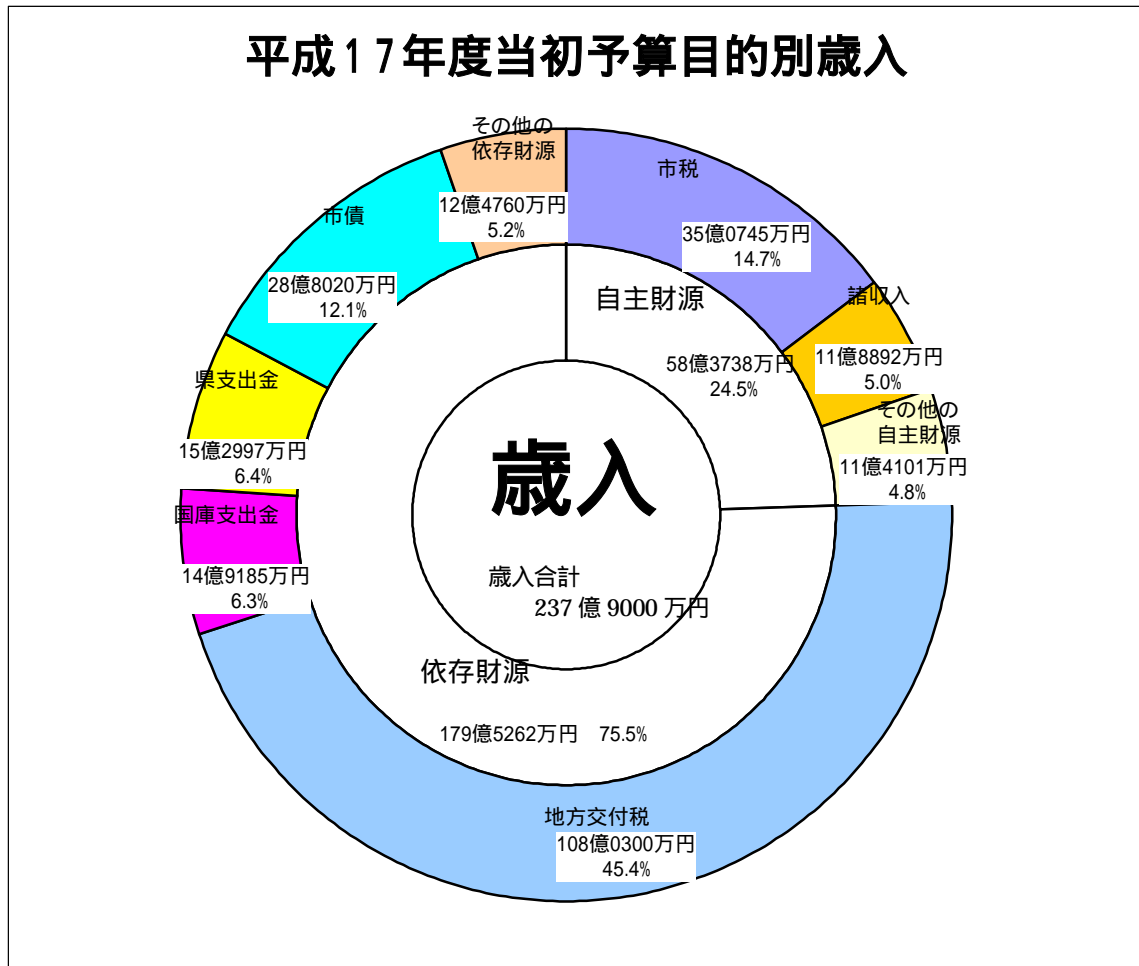 平成１７年度当初予算目的別歳入
その他の
依存財源
12億4760万円
5.2%
市税
35億0745万円
14.7%
市債
28億8020万円
12.1%
自主財源
58億3738万円
24.5%
諸収入
11億8892万円
5.0%
その他の
自主財源
11億4101万円
4.8%
県支出金
15億2997万円
6.4%
国庫支出金
14億9185万円
6.3%
歳入
歳入合計
237 億 9000 万円
依存財源
179億5262万円 75.5%
地方交付税
108億0300万円
45.4%